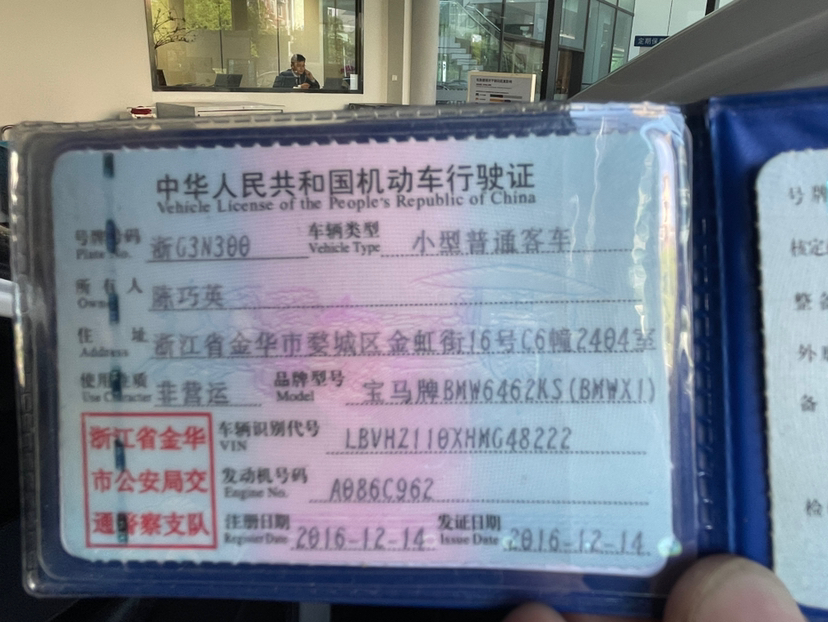 中华人民共和国机动车行驶证
Vehicle License of the People's Republic of China
号牌号码 浙G3N300 车辆类型 小型普通客车
Plate No. Vehicle Type
所有人 陈巧英
Owner
住址 浙江省金华市婺城区金虹街16号C6幢2404室
Address
使用性质 非营运 品牌型号 宝马牌BMW6462KS(BMWX1)
Use Character Model
浙江省金华
市公安局交
通警察支队
车辆识别代号 LBVHZ110XHMG48222
VIN
发动机号码 A086C962
Engine No.
注册日期 2016-12-14 发证日期 2016-12-14
Register Date Issue Date
号牌
核定
整备
外廓
备
检